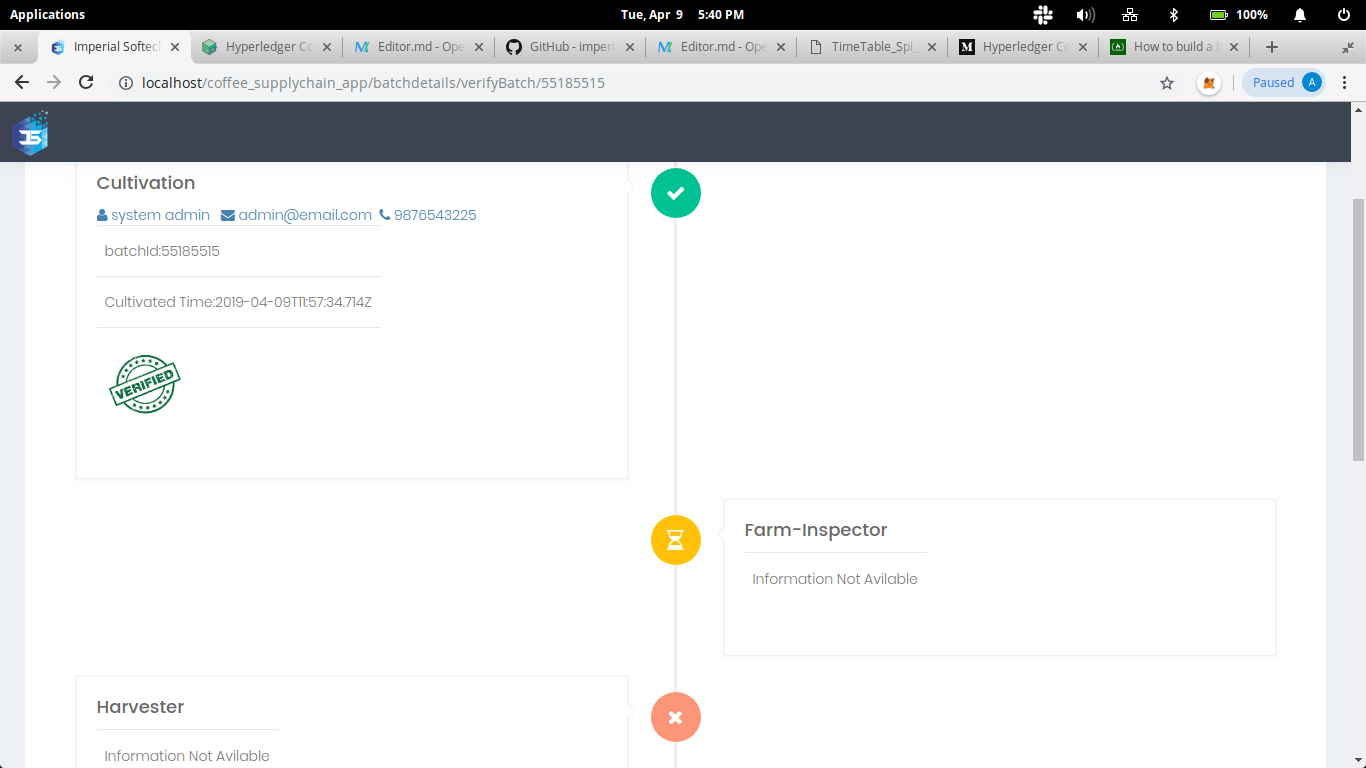 Applications
Tue, Apr 9 5:40 PM
100%
Imperial Softech
Hyperledger Co
Editor.md - Ope
GitHub - imperi
Editor.md - Ope
TimeTable_Spl_
Hyperledger Co
How to build a b
localhost/coffee_supplychain_app/batchdetails/verifyBatch/55185515
Paused A
JS
Cultivation
system admin admin@email.com 9876543225
batchId:55185515
Cultivated Time:2019-04-09T11:57:34.714Z
VERIFIED
Farm-Inspector
Information Not Avilable
Harvester
Information Not Avilable